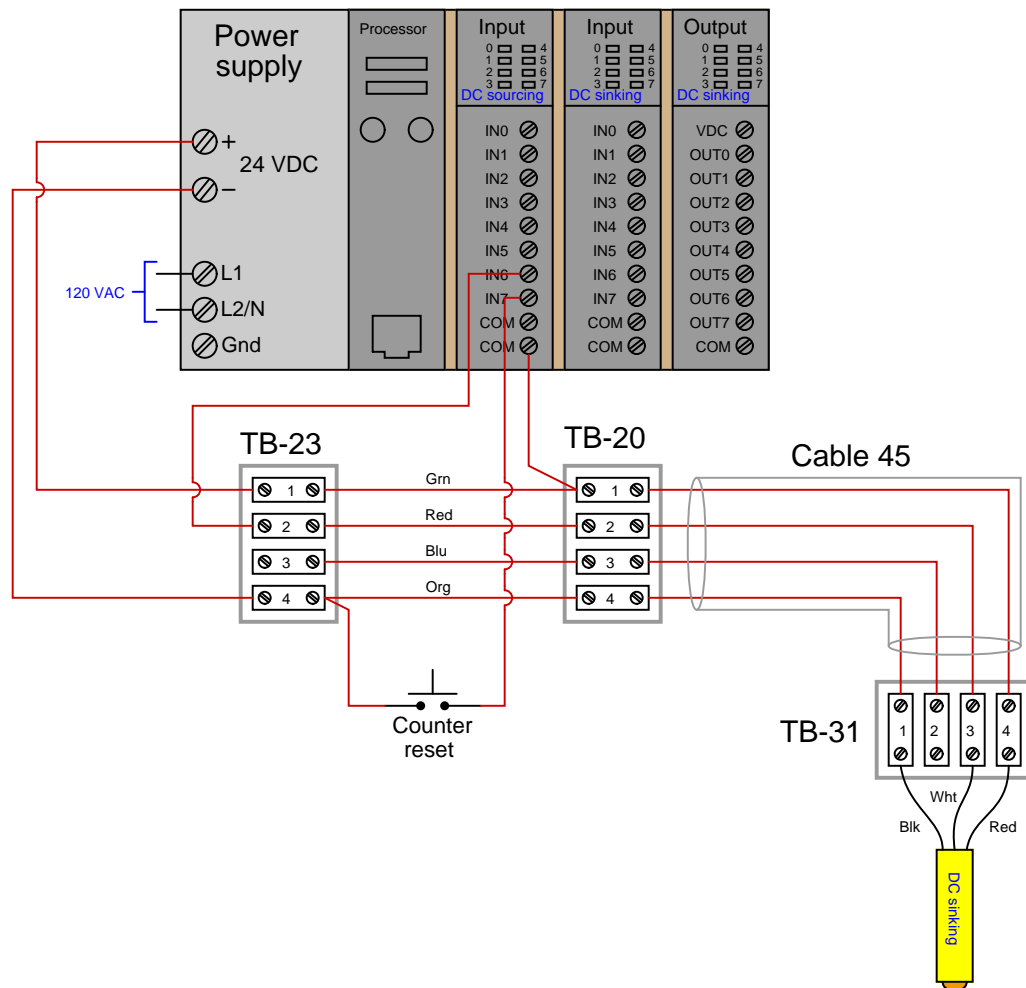 Power
supply
+
24 VDC
–
L1
120 VAC
L2/N
Gnd
Processor
Input
0 4
1 5
2 6
3 7
DC sourcing
IN0
IN1
IN2
IN3
IN4
IN5
IN6
IN7
COM
COM
Input
0 4
1 5
2 6
3 7
DC sinking
IN0
IN1
IN2
IN3
IN4
IN5
IN6
IN7
COM
COM
Output
0 4
1 5
2 6
3 7
DC sinking
VDC
OUT0
OUT1
OUT2
OUT3
OUT4
OUT5
OUT6
OUT7
COM
TB-23
1
2
3
4
Grn
Red
Blu
Org
TB-20
1
2
3
4
Cable 45
Counter
reset
TB-31
1 2 3 4
Wht
Blk
Red
DC sinking